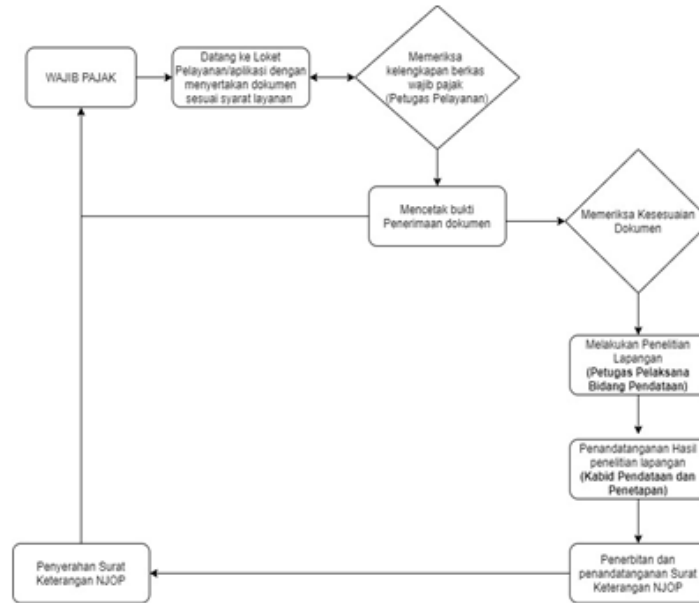 WAJIB PAJAK
Datang ke Loket
Pelayanan/aplikasi dengan
menyertakan dokumen
sesuai syarat layanan
Memeriksa
kelengkapan berkas
wajib pajak
(Petugas Pelayanan)
Mencetak bukti
Penerimaan dokumen
Memeriksa Kesesuaian
Dokumen
Melakukan Penelitian
Lapangan
(Petugas Pelaksana
Bidang Pendataan)
Penandatanganan Hasil
penelitian lapangan
(Kabid Pendataan dan
Penetapan)
Penerbitan dan
penandatanganan Surat
Keterangan NJOP
Penyerahan Surat
Keterangan NJOP